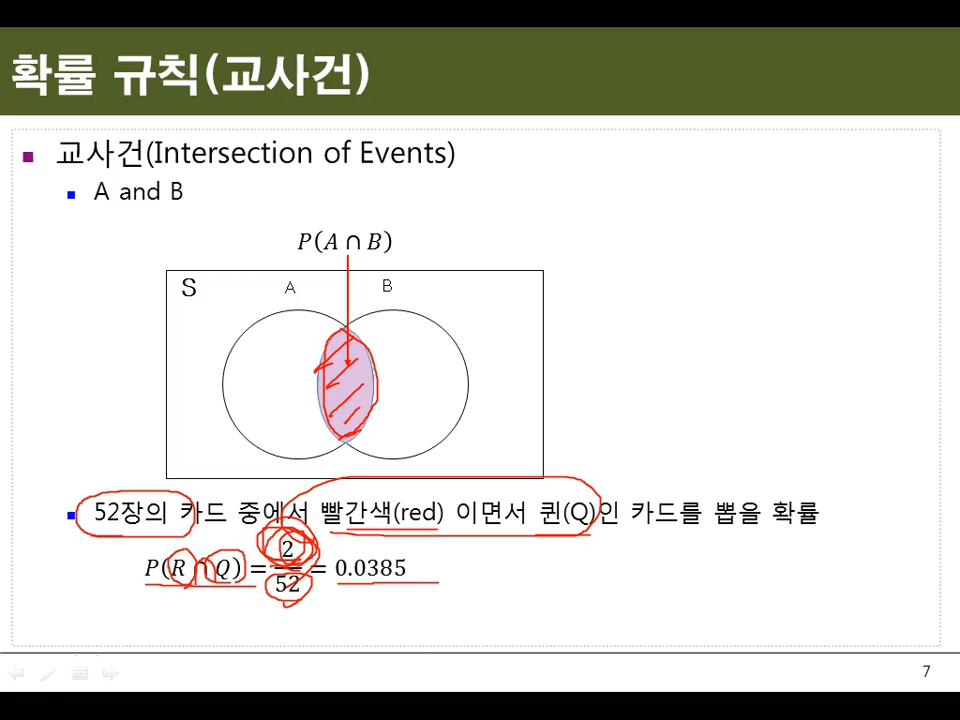 확률 규칙(교사건)
교사건(Intersection of Events)
A and B
P(A ∩ B)
S A B
52장의 카드 중에서 빨간색(red) 이면서 퀸(Q)인 카드를 뽑을 확률
P(R ∩ Q) = 2/52 = 0.0385
7